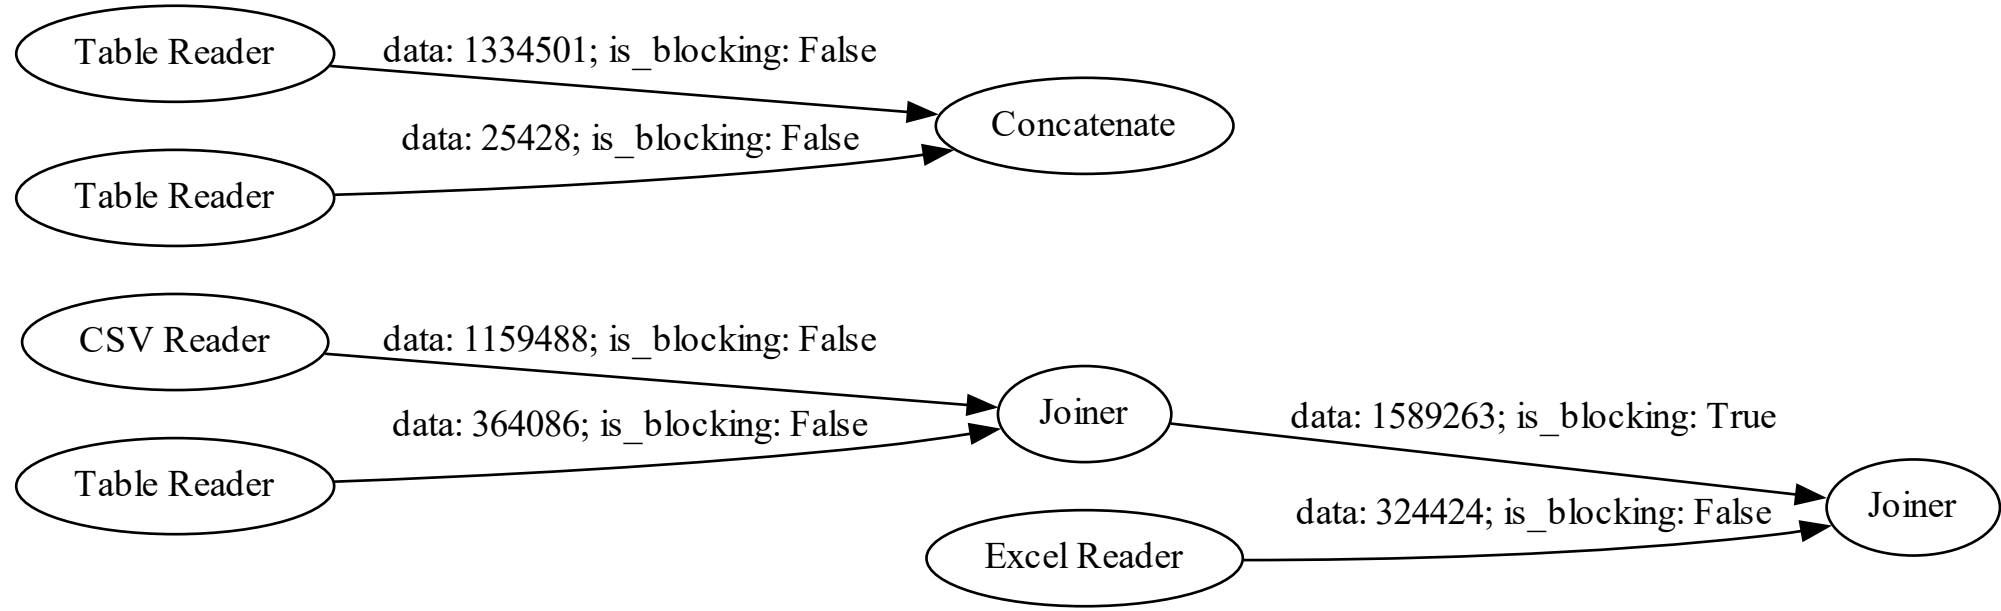 Table Reader
data: 1334501; is_blocking: False
Concatenate
data: 25428; is_blocking: False
Table Reader
CSV Reader
data: 1159488; is_blocking: False
Joiner
data: 364086; is_blocking: False
Table Reader
data: 1589263; is_blocking: True
Joiner
data: 324424; is_blocking: False
Excel Reader